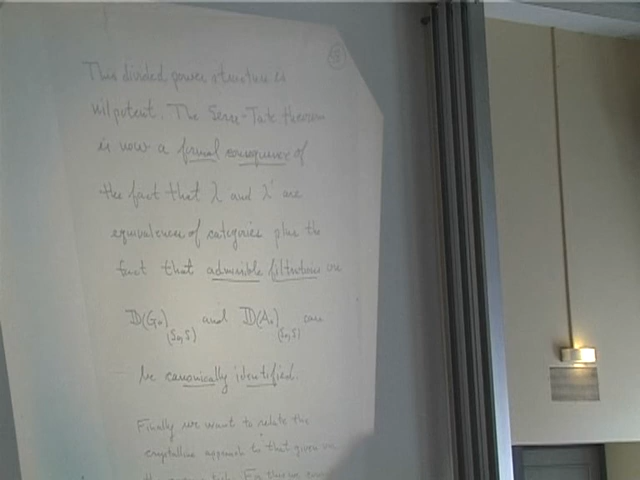 This divided power structure is
nilpotent. The Serre-Tate theorem
is now a formal consequence of
the fact that λ and λ' are
equivalences of categories plus the
fact that admissible filtrations on
D(G₀)(S₀,S) and D(A₀)(S₀,S) can
be canonically identified.
Finally we want to relate the
crystalline approach to that given